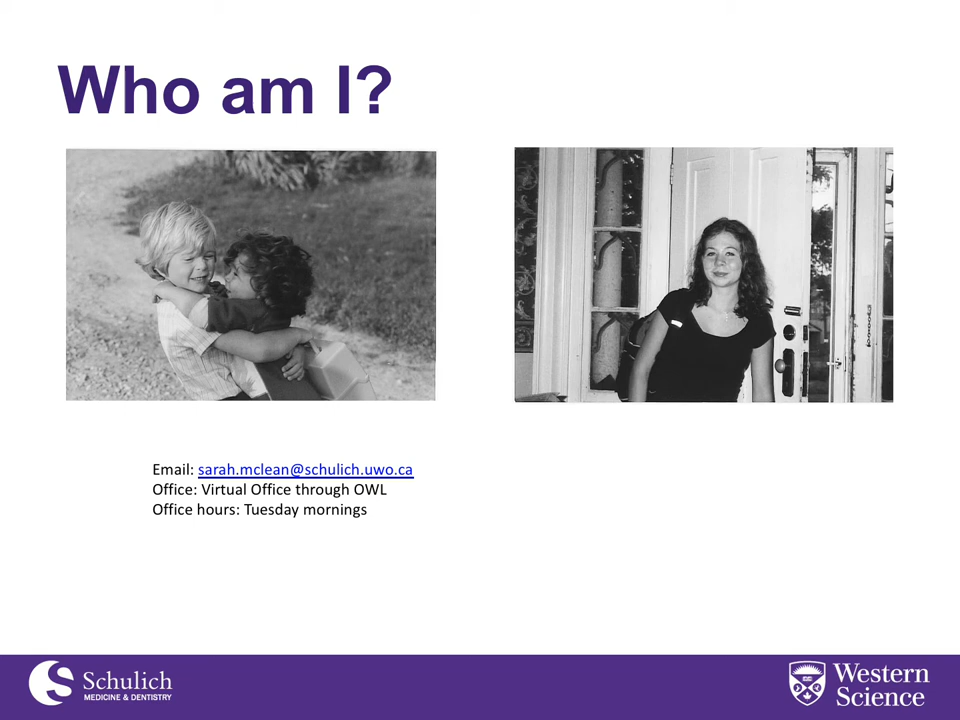 Who am I?
Email: sarah.mclean@schulich.uwo.ca
Office: Virtual Office through OWL
Office hours: Tuesday mornings
Schulich
MEDICINE & DENTISTRY
Western
Science